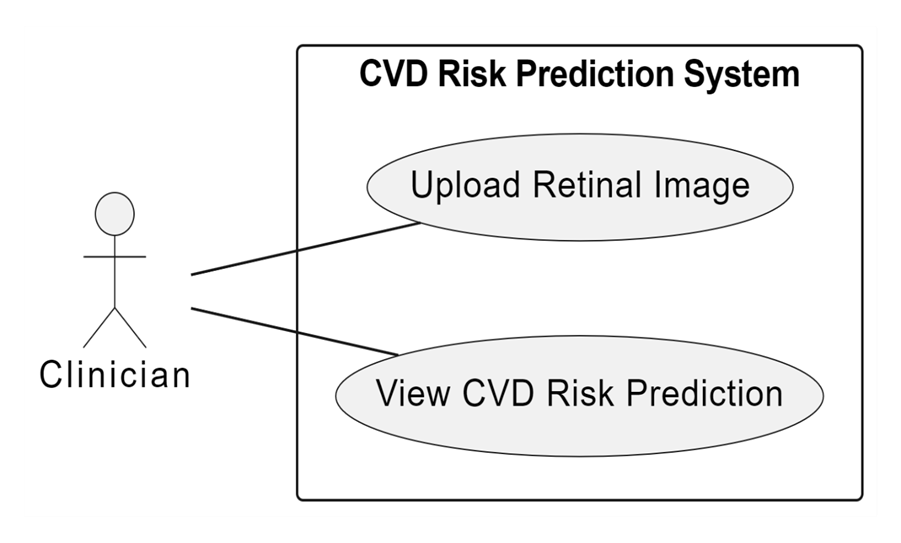 CVD Risk Prediction System
Upload Retinal Image
Clinician
View CVD Risk Prediction